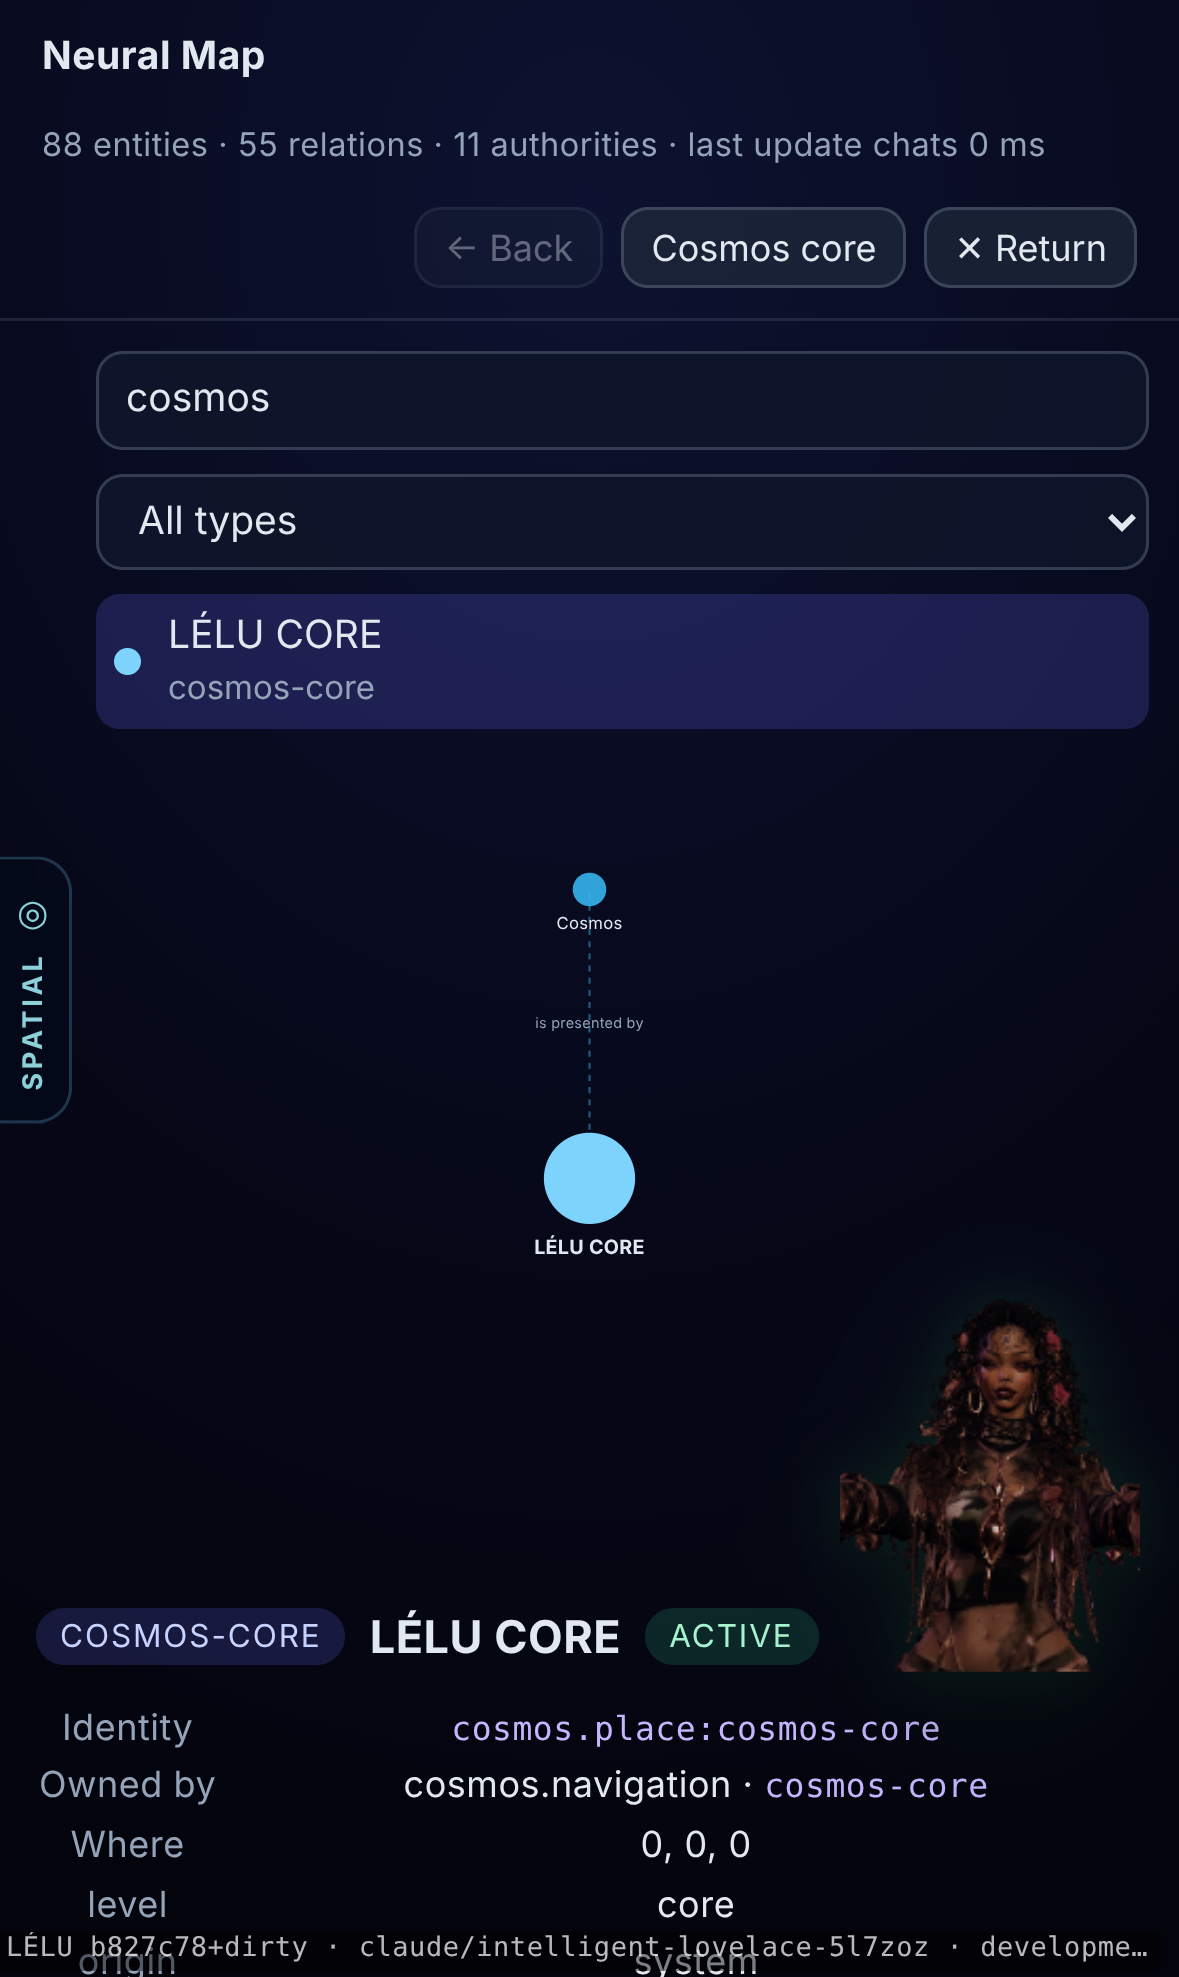 Neural Map
88 entities · 55 relations · 11 authorities · last update chats 0 ms
← Back
Cosmos core
✕ Return
cosmos
All types
LÉLU CORE
cosmos-core
SPATIAL ◎
Cosmos
is presented by
LÉLU CORE
COSMOS-CORE LÉLU CORE ACTIVE
Identity cosmos.place:cosmos-core
Owned by cosmos.navigation · cosmos-core
Where 0, 0, 0
level core
origin system
LÉLU b827c78+dirty · claude/intelligent-lovelace-5l7zoz · developme…